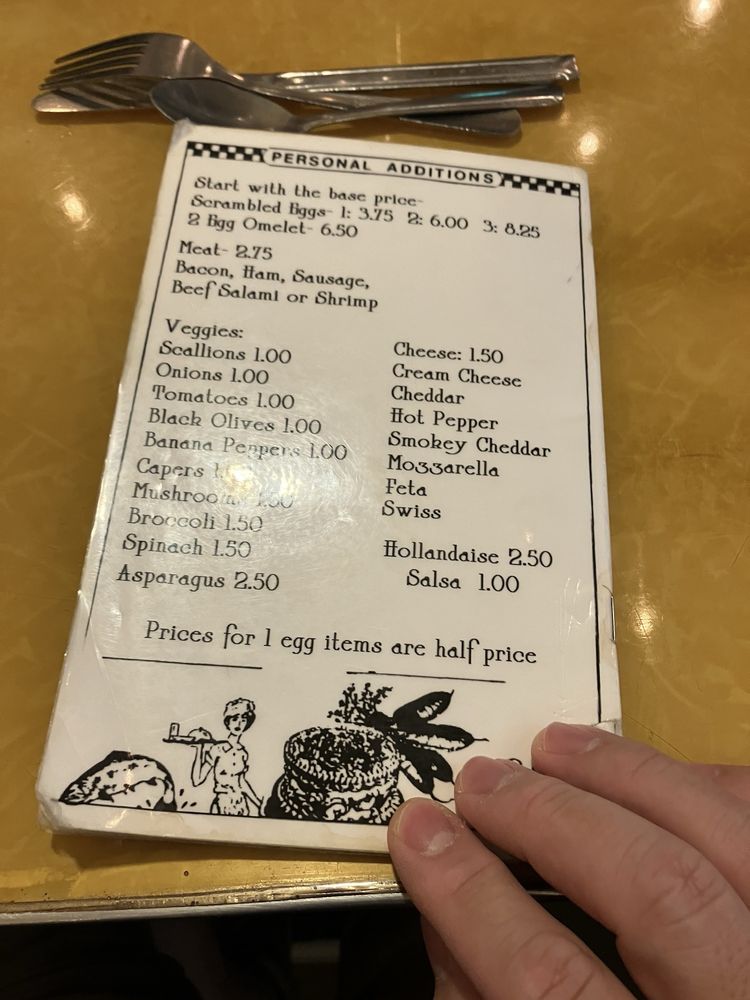 PERSONAL ADDITIONS
Start with the base price-
Scrambled Eggs- 1: 3.75 2: 6.00 3: 8.25
2 Egg Omelet- 6.50
Meat- 2.75
Bacon, Ham, Sausage,
Beef Salami or Shrimp
Veggies:
Scallions 1.00
Onions 1.00
Tomatoes 1.00
Black Olives 1.00
Banana Peppers 1.00
Capers
Mushrooms 1.50
Broccoli 1.50
Spinach 1.50
Asparagus 2.50
Cheese: 1.50
Cream Cheese
Cheddar
Hot Pepper
Smokey Cheddar
Mozzarella
Feta
Swiss
Hollandaise 2.50
Salsa 1.00
Prices for 1 egg items are half price